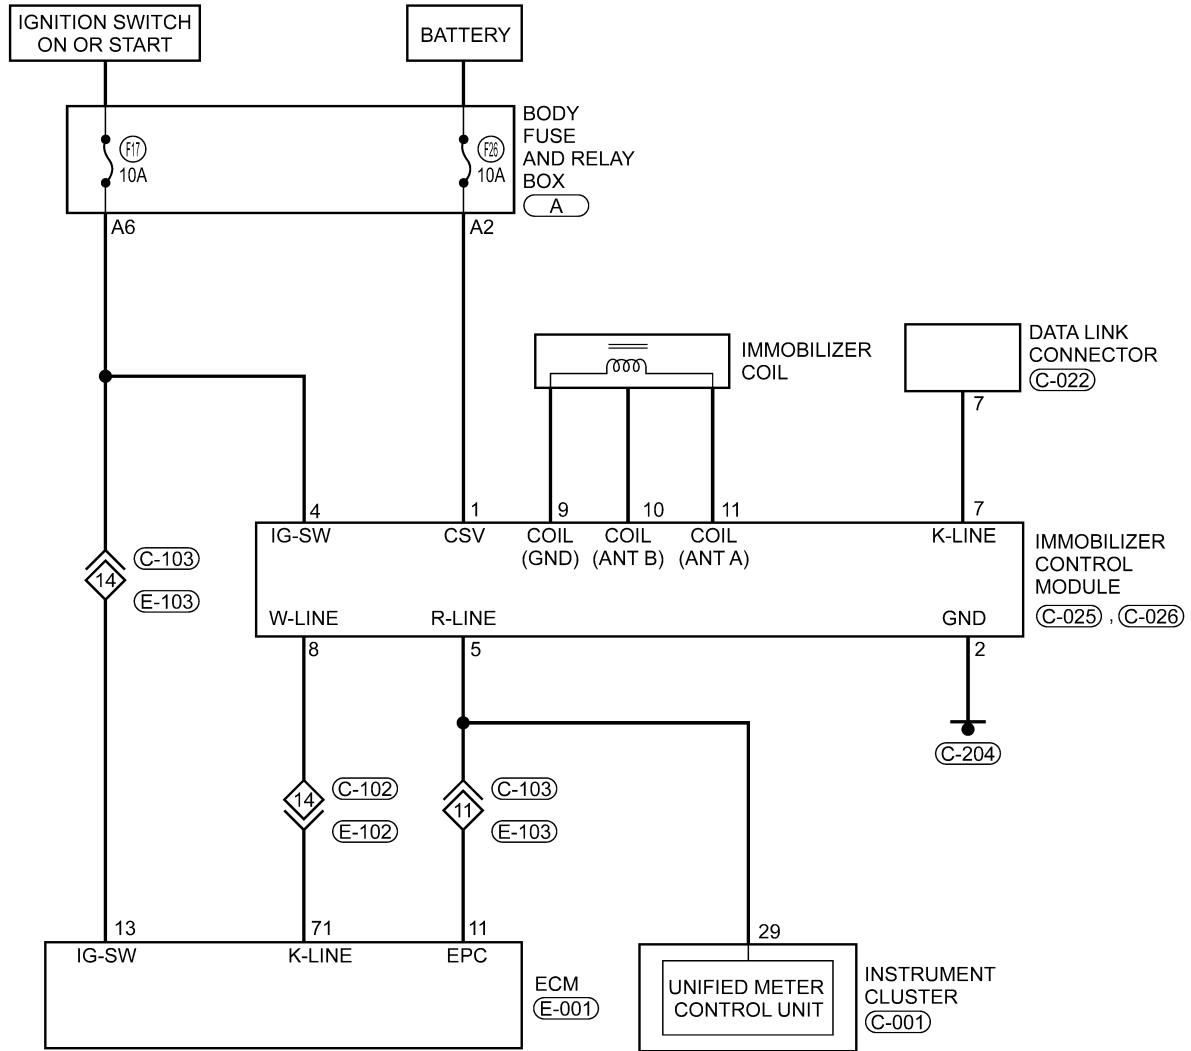 IGNITION SWITCH
ON OR START
BATTERY
BODY
FUSE
AND RELAY
BOX
A
F17
10A
F26
10A
A6
A2
IMMOBILIZER
COIL
DATA LINK
CONNECTOR
C-022
7
4
1
9
10
11
7
IG-SW
CSV
COIL
(GND)
COIL
(ANT B)
COIL
(ANT A)
K-LINE
IMMOBILIZER
CONTROL
MODULE
C-025 , C-026
C-103
14
E-103
W-LINE
R-LINE
GND
8
5
2
C-204
C-102
14
E-102
C-103
11
E-103
13
71
11
29
IG-SW
K-LINE
EPC
ECM
E-001
UNIFIED METER
CONTROL UNIT
INSTRUMENT
CLUSTER
C-001